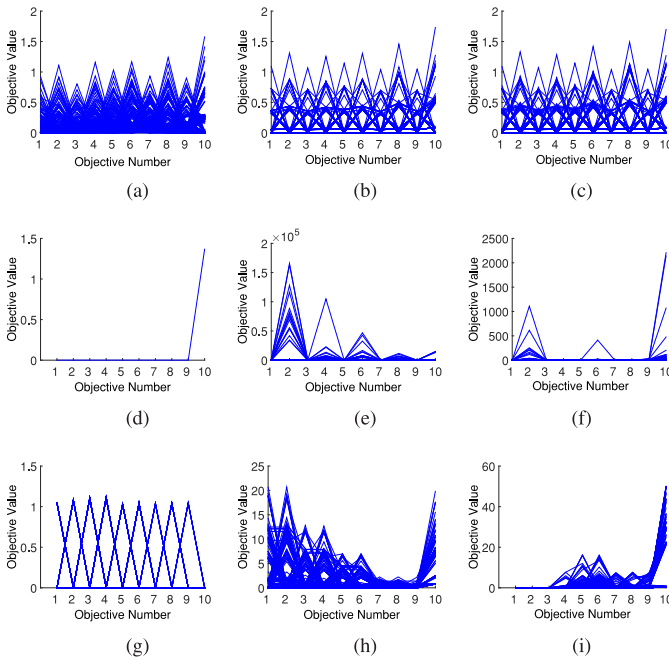 2
1.5
1
0.5
0
Objective Value
1 2 3 4 5 6 7 8 9 10
Objective Number
(a)
2
1.5
1
0.5
0
Objective Value
1 2 3 4 5 6 7 8 9 10
Objective Number
(b)
2
1.5
1
0.5
0
Objective Value
1 2 3 4 5 6 7 8 9 10
Objective Number
(c)
1.5
1
0.5
0
Objective Value
1 2 3 4 5 6 7 8 9 10
Objective Number
(d)
×10⁵
2
1.5
1
0.5
0
Objective Value
1 2 3 4 5 6 7 8 9 10
Objective Number
(e)
2500
2000
1500
1000
500
0
Objective Value
1 2 3 4 5 6 7 8 9 10
Objective Number
(f)
1.5
1
0.5
0
Objective Value
1 2 3 4 5 6 7 8 9 10
Objective Number
(g)
25
20
15
10
5
0
Objective Value
1 2 3 4 5 6 7 8 9 10
Objective Number
(h)
60
40
20
0
Objective Value
1 2 3 4 5 6 7 8 9 10
Objective Number
(i)